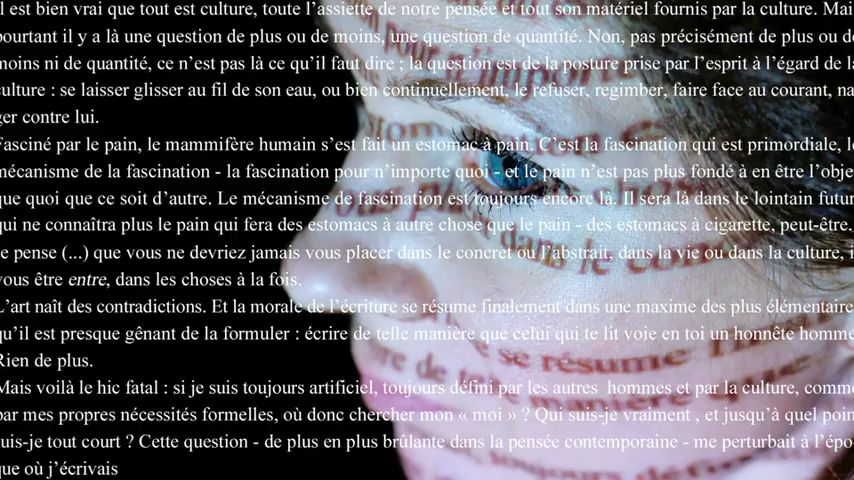 l est bien vrai que tout est culture, toute l'assiette de notre pensée et tout son matériel fournis par la culture. Mai
pourtant il y a là une question de plus ou de moins, une question de quantité. Non, pas précisément de plus ou de
moins ni de quantité, ce n'est pas là ce qu'il faut dire ; la question est de la posture prise par l'esprit à l'égard de la
culture : se laisser glisser au fil de son eau, ou bien continuellement, le refuser, regimber, faire face au courant, na
ger contre lui.
Fasciné par le pain, le mammifère humain s'est fait un estomac à pain. C'est la fascination qui est primordiale, le
mécanisme de la fascination - la fascination pour n'importe quoi - et le pain n'est pas plus fondé à en être l'obje
que quoi que ce soit d'autre. Le mécanisme de fascination est toujours encore là. Il sera là dans le lointain futur
qui ne connaîtra plus le pain qui fera des estomacs à autre chose que le pain - des estomacs à cigarette, peut-être.
e pense (...) que vous ne devriez jamais vous placer dans le concret ou l'abstrait, dans la vie ou dans la culture, i
vous être entre, dans les choses à la fois.
L'art naît des contradictions. Et la morale de l'écriture se résume finalement dans une maxime des plus élémentaire
qu'il est presque gênant de la formuler : écrire de telle manière que celui qui te lit voie en toi un honnête homme
Rien de plus.
Mais voilà le hic fatal : si je suis toujours artificiel, toujours défini par les autres hommes et par la culture, comme
par mes propres nécessités formelles, où donc chercher mon « moi » ? Qui suis-je vraiment , et jusqu'à quel poin
uis-je tout court ? Cette question - de plus en plus brûlante dans la pensée contemporaine - me perturbait à l'épo
que où j'écrivais
dans le con
se résume